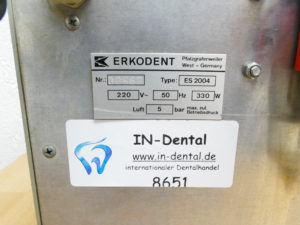 ERKODENT
Pfalzgrafenweiler
West - Germany
Nr.: Type: ES 2004
220 V~ 50 Hz 330 W
Luft 5 bar max. zul. Betriebsdruck
IN-Dental
www.in-dental.de
internationaler Dentalhandel
8651